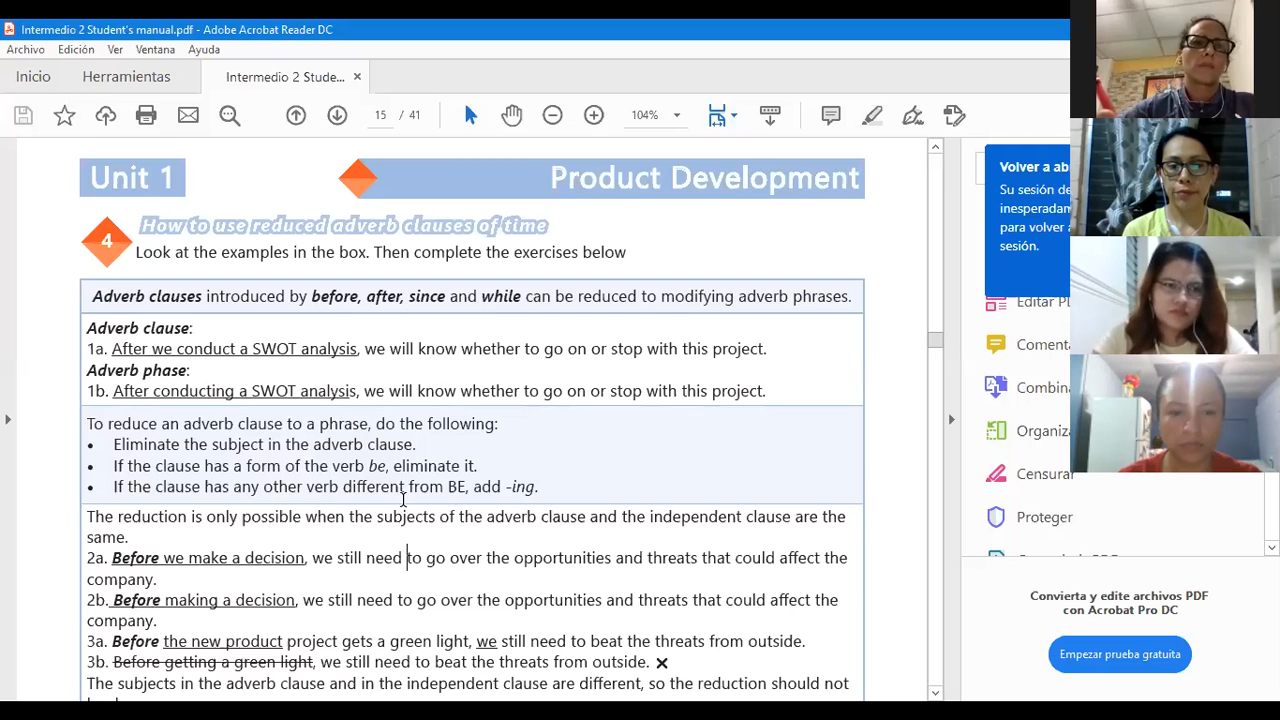 Intermedio 2 Student's manual.pdf - Adobe Acrobat Reader DC
Archivo Edición Ver Ventana Ayuda
Inicio Herramientas Intermedio 2 Stude... ×
15 / 41 104%
Unit 1 Product Development
4 How to use reduced adverb clauses of time
Look at the examples in the box. Then complete the exercises below
Adverb clauses introduced by before, after, since and while can be reduced to modifying adverb phrases.
Adverb clause:
1a. After we conduct a SWOT analysis, we will know whether to go on or stop with this project.
Adverb phase:
1b. After conducting a SWOT analysis, we will know whether to go on or stop with this project.
To reduce an adverb clause to a phrase, do the following:
• Eliminate the subject in the adverb clause.
• If the clause has a form of the verb be, eliminate it.
• If the clause has any other verb different from BE, add -ing.
The reduction is only possible when the subjects of the adverb clause and the independent clause are the
same.
2a. Before we make a decision, we still need to go over the opportunities and threats that could affect the
company.
2b. Before making a decision, we still need to go over the opportunities and threats that could affect the
company.
3a. Before the new product project gets a green light, we still need to beat the threats from outside.
3b. Before getting a green light, we still need to beat the threats from outside. ×
The subjects in the adverb clause and in the independent clause are different, so the reduction should not
Volver a ab
Su sesión de
inesperadam
para volver a
sesión.
Editar PD
Comenta
Combina
Organiza
Censurar
Proteger
Convierta y edite archivos PDF
con Acrobat Pro DC
Empezar prueba gratuita